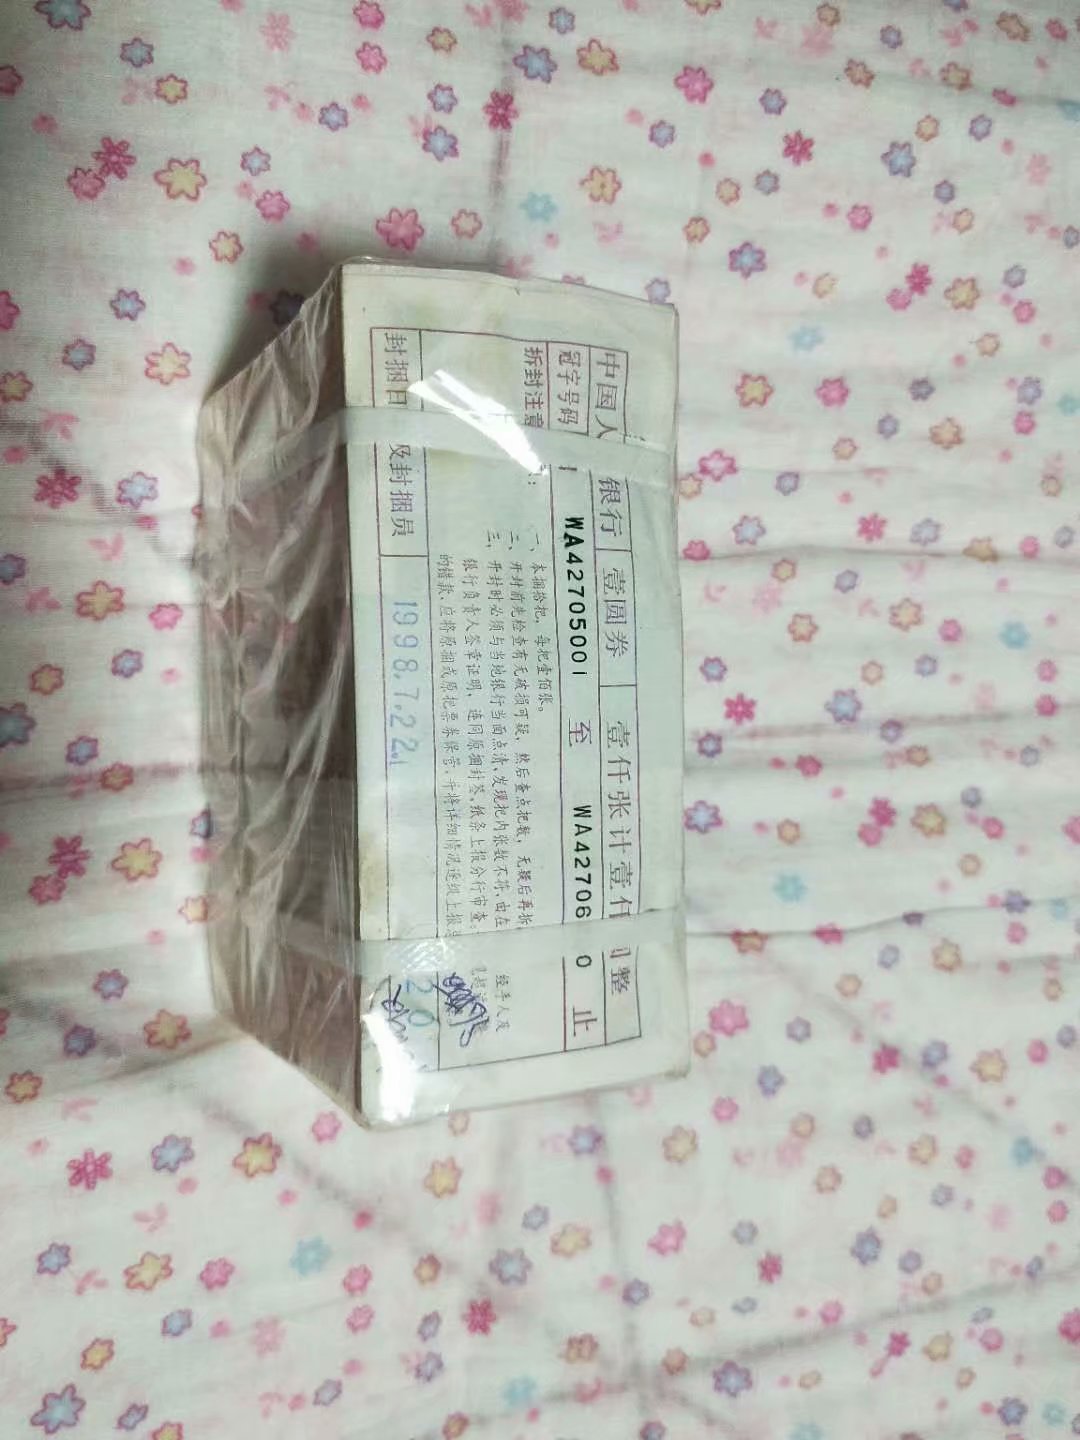 中国人 银行 壹圆券 壹仟张计壹仟 整
冠字号码 WA42705001 至 WA42706 0 止
拆封注意 :
一、本捆拾把，每把壹佰张。
二、开封前先检查有无破损可疑，然后查点把数，无疑后再拆
三、开封时必须与当地银行当面点清，发现把内张数不符，由在
银行负责人签章证明，连同原捆封签，纸条上报分行审查。
的错款，应将原捆或原把票券保管，并将详细情况逐级上报
经手人及
封捆日 及封捆员 1998.7.22. 20